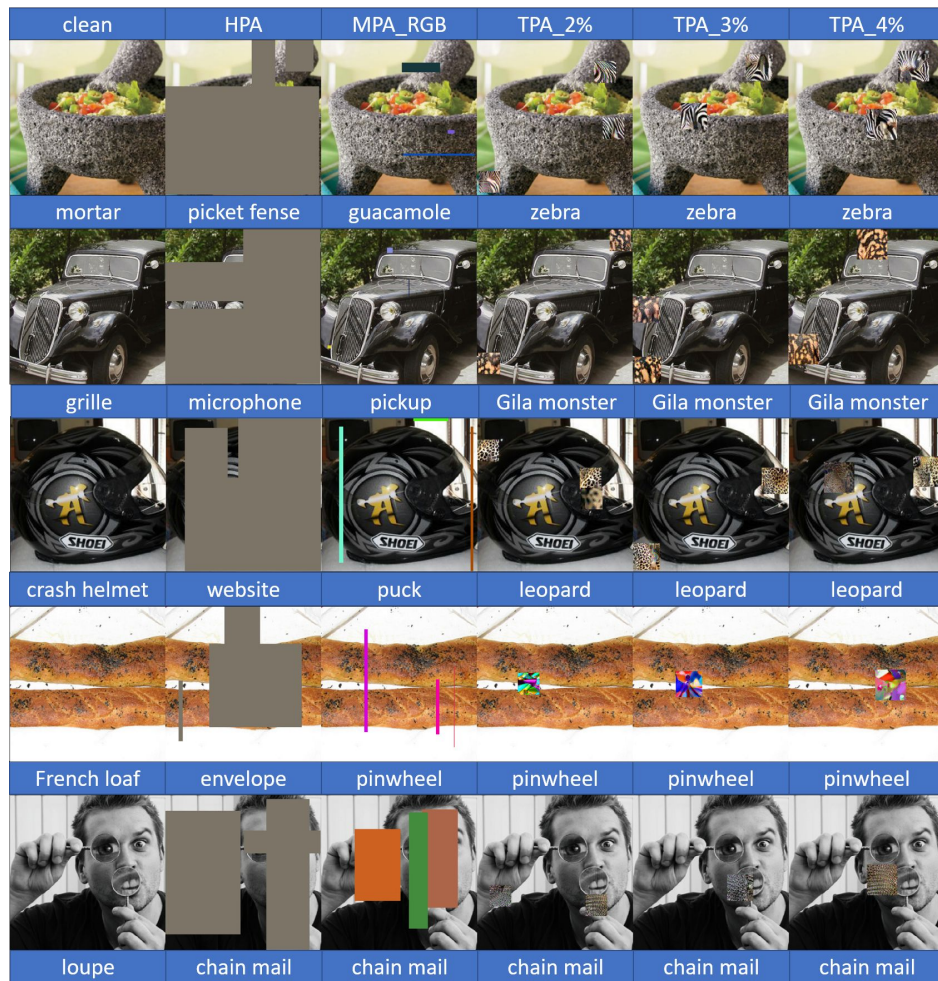 clean HPA MPA_RGB TPA_2% TPA_3% TPA_4%
mortar picket fense guacamole zebra zebra zebra
grille microphone pickup Gila monster Gila monster Gila monster
SHOEI SHOEI SHOEI SHOEI SHOEI
crash helmet website puck leopard leopard leopard
French loaf envelope pinwheel pinwheel pinwheel pinwheel
loupe chain mail chain mail chain mail chain mail chain mail